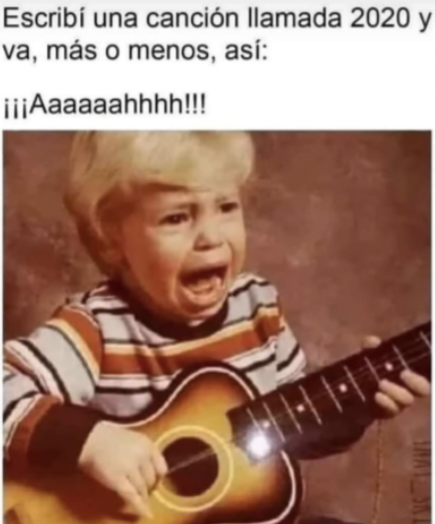 Escribí una canción llamada 2020 y
va, más o menos, así:
¡¡¡Aaaaaahhhh!!!